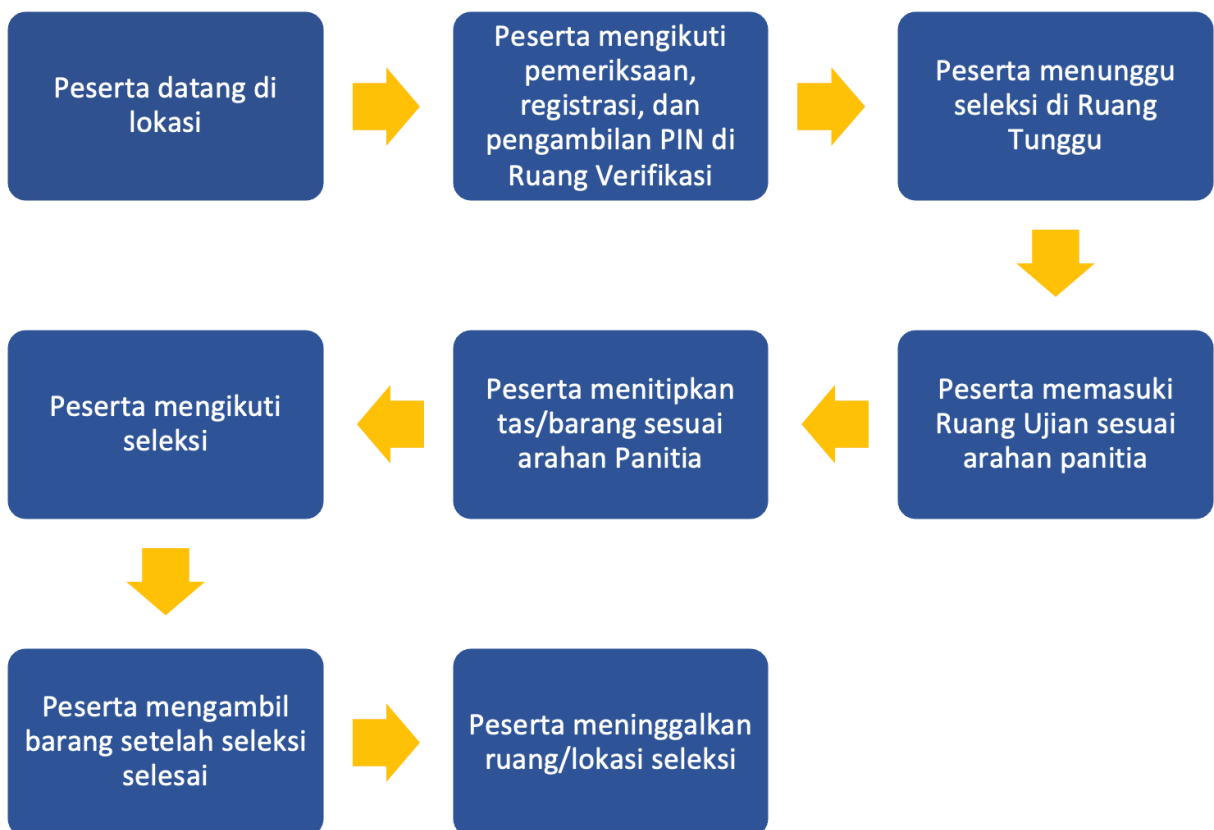 Peserta datang di
lokasi
Peserta mengikuti
pemeriksaan,
registrasi, dan
pengambilan PIN di
Ruang Verifikasi
Peserta menunggu
seleksi di Ruang
Tunggu
Peserta memasuki
Ruang Ujian sesuai
arahan panitia
Peserta menitipkan
tas/barang sesuai
arahan Panitia
Peserta mengikuti
seleksi
Peserta mengambil
barang setelah seleksi
selesai
Peserta meninggalkan
ruang/lokasi seleksi